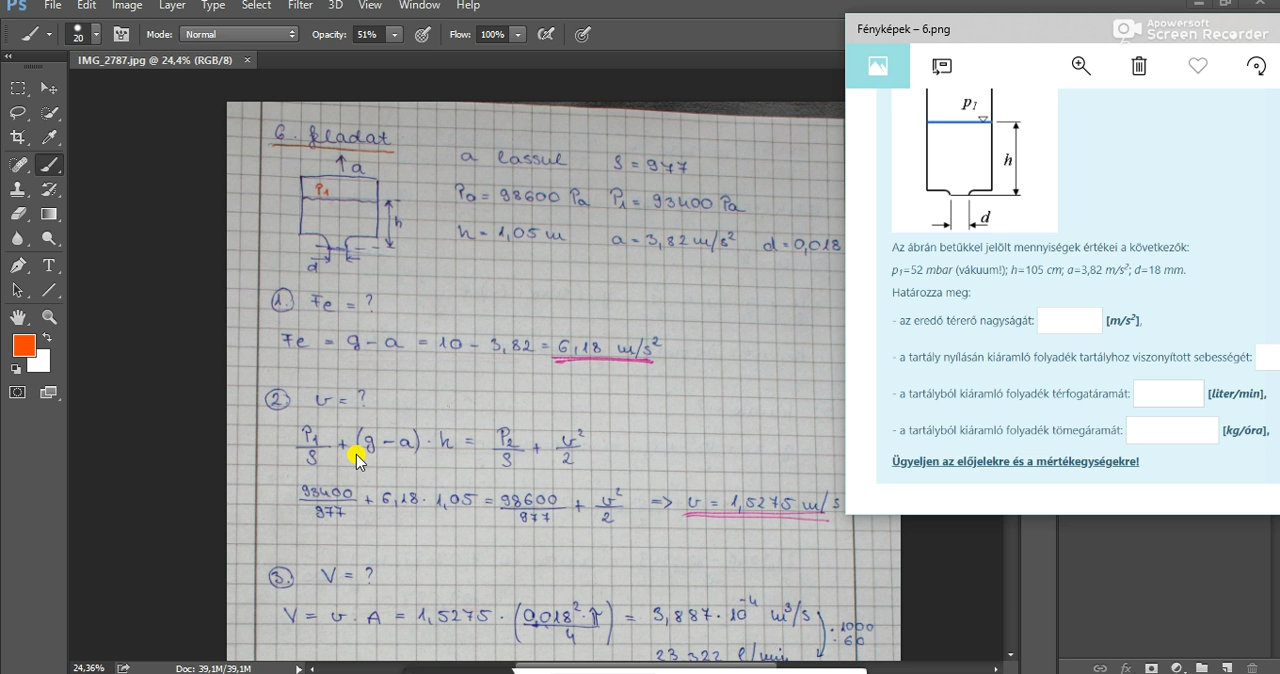 Ps File Edit Image Layer Type Select Filter 3D View Window Help
20 Mode: Normal Opacity: 51% Flow: 100%
IMG_2787.jpg @ 24,4% (RGB/8) ×
6. feladat
a
P1
h
d
a lassul ρ = 977
P0 = 98600 Pa P1 = 93400 Pa
h = 1,05 m a = 3,82 m/s² d = 0,018
1. Fe = ?
Fe = g - a = 10 - 3,82 = 6,18 m/s²
2 v = ?
P1/ρ + (g - a) · h = P2/ρ + v²/2
93400/977 + 6,18 · 1,05 = 98600/977 + v²/2 => v = 1,5275 m/s
3. V = ?
V = v · A = 1,5275 · (0,018² · π/4) = 3,887 · 10⁻⁴ m³/s
· 1000
· 60
23,322 l/min
24,36% Doc: 39,1M/39,1M
Fényképek – 6.png
Apowersoft
Screen Recorder
p1
h
d
Az ábrán betűkkel jelölt mennyiségek értékei a következők:
p1=52 mbar (vákuum!); h=105 cm; a=3,82 m/s²; d=18 mm.
Határozza meg:
- az eredő térerő nagyságát: [m/s²],
- a tartály nyílásán kiáramló folyadék tartályhoz viszonyított sebességét:
- a tartályból kiáramló folyadék térfogatáramát: [liter/min],
- a tartályból kiáramló folyadék tömegáramát: [kg/óra],
Ügyeljen az előjelekre és a mértékegységekre!
fx